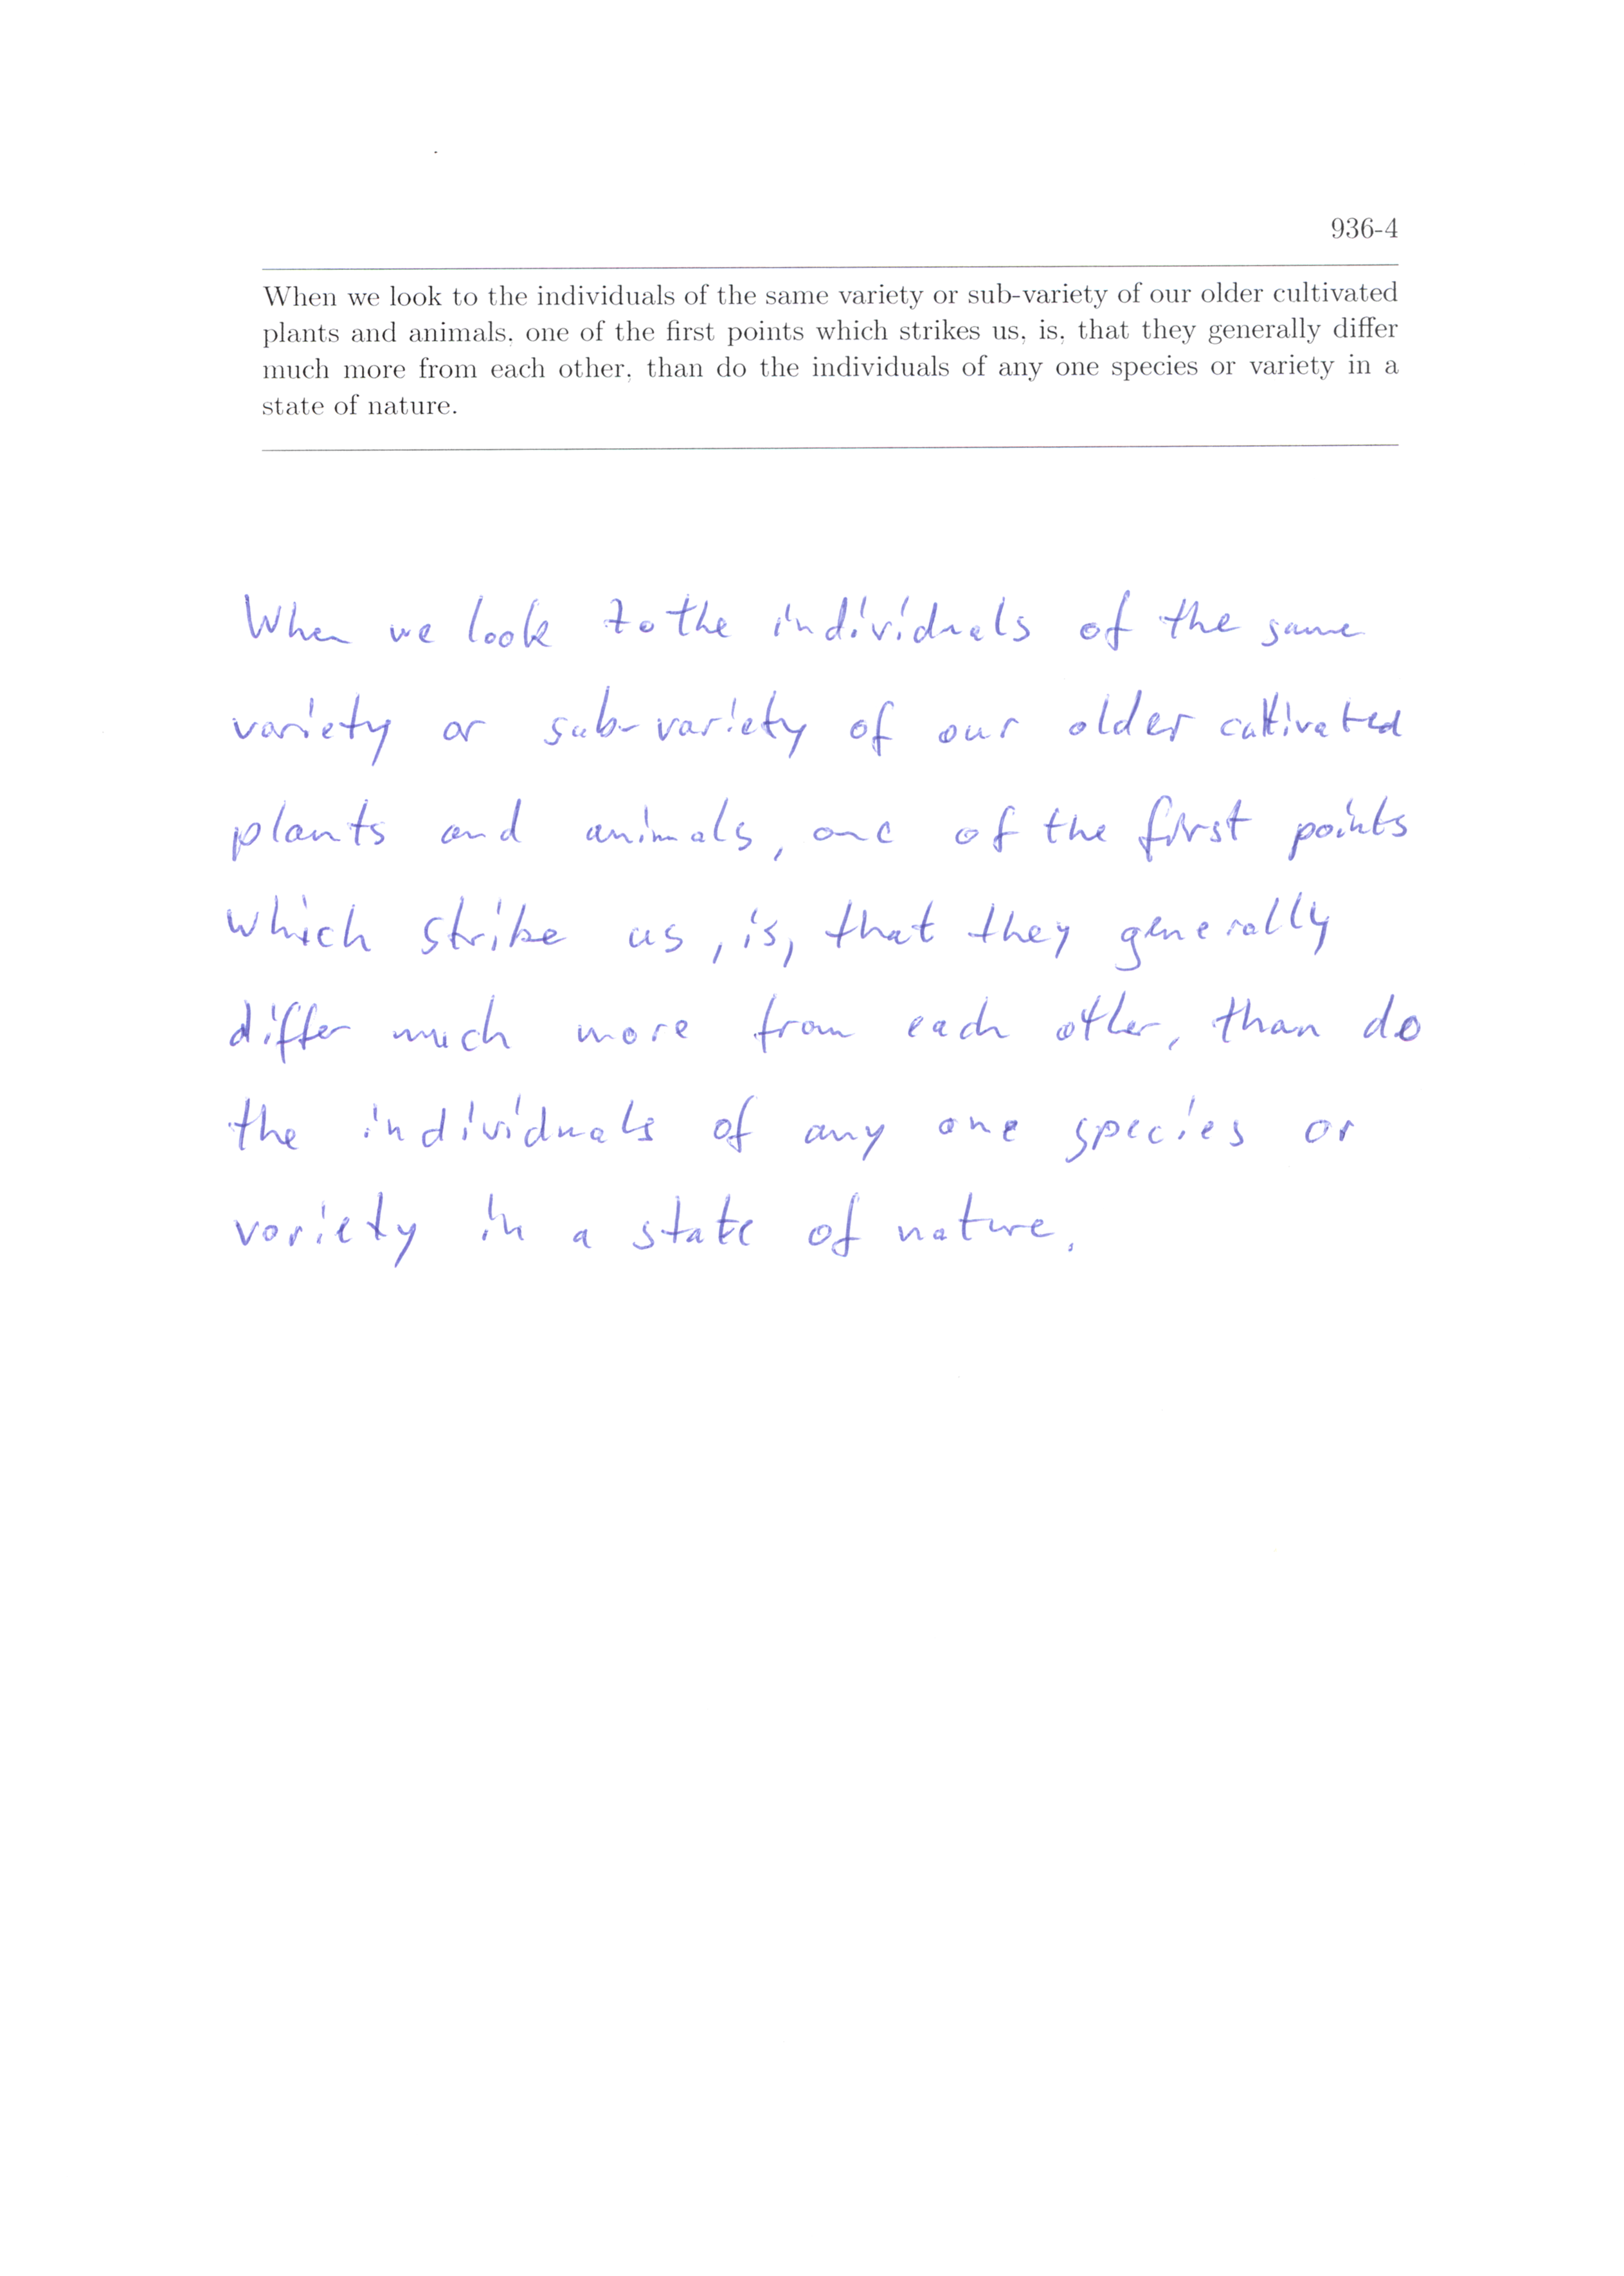 936-4
When we look to the individuals of the same variety or sub-variety of our older cultivated
plants and animals, one of the first points which strikes us, is, that they generally differ
much more from each other, than do the individuals of any one species or variety in a
state of nature.
When we look to the individuals of the same
variety or sub-variety of our older cultivated
plants and animals, one of the first points
which strike us, is, that they generally
differ much more from each other, than do
the individuals of any one species or
variety in a state of nature.